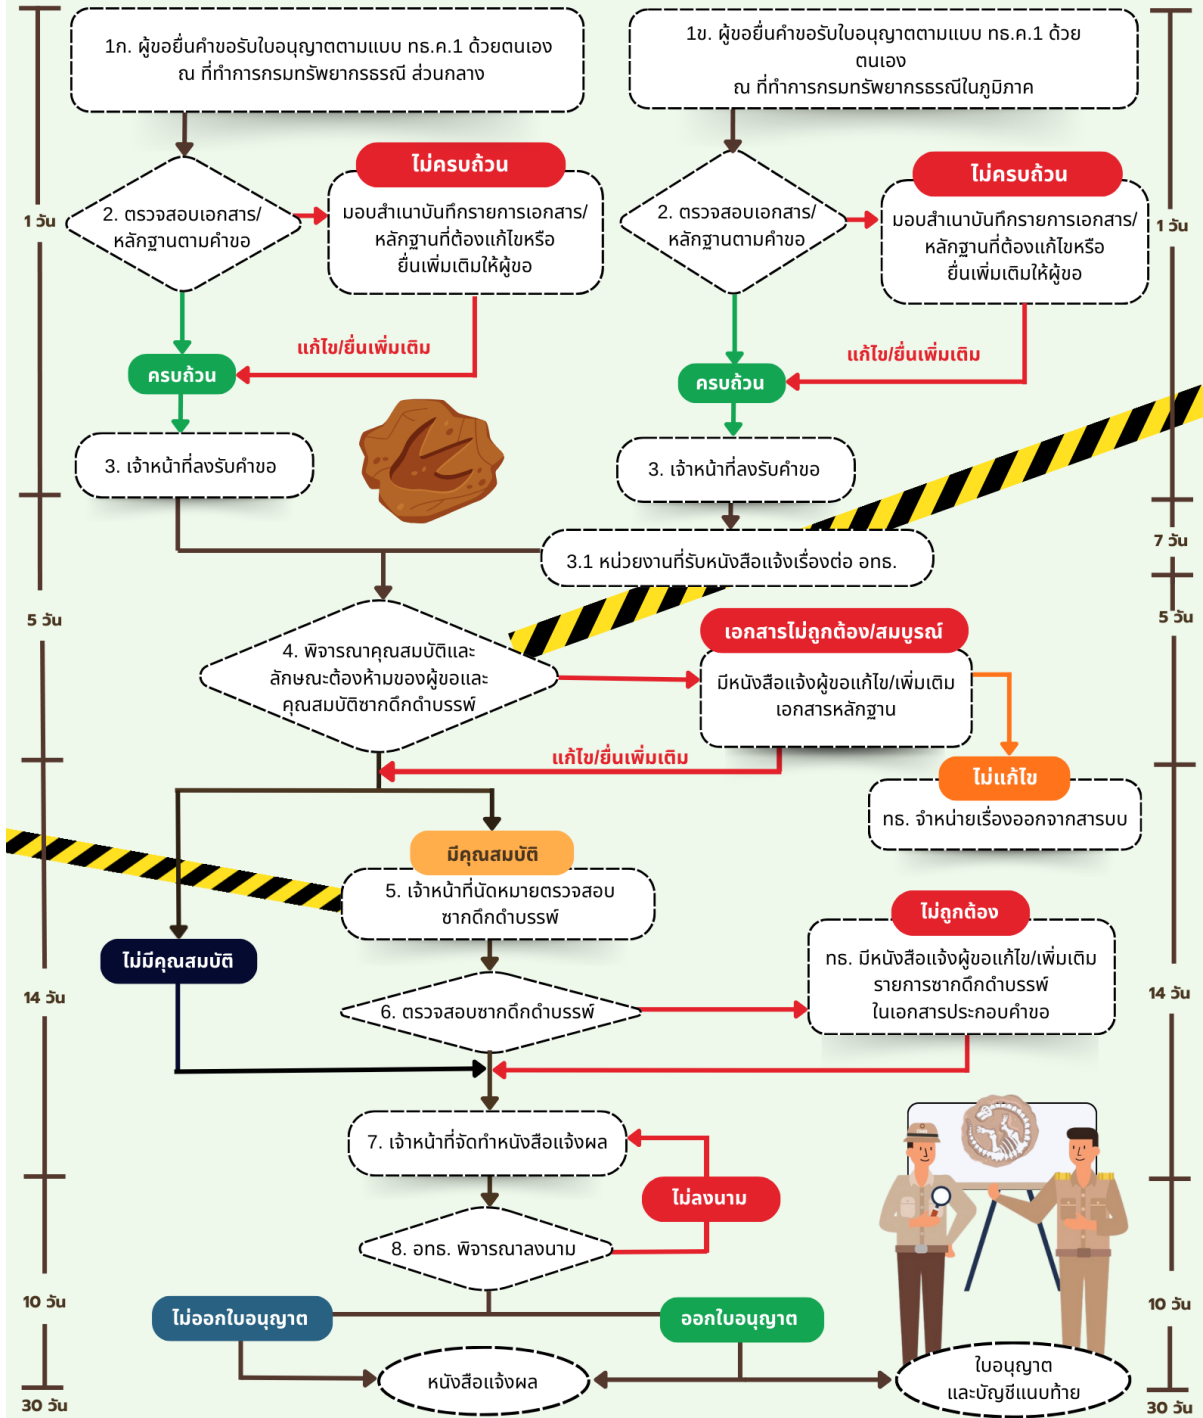 1ก. ผู้ขอยื่นคำขอรับใบอนุญาตตามแบบ ทธ.ค.1 ด้วยตนเอง
ณ ที่ทำการกรมทรัพยากรธรณี ส่วนกลาง
1ข. ผู้ขอยื่นคำขอรับใบอนุญาตตามแบบ ทธ.ค.1 ด้วย
ตนเอง
ณ ที่ทำการกรมทรัพยากรธรณีในภูมิภาค
1 วัน
2. ตรวจสอบเอกสาร/
หลักฐานตามคำขอ
ไม่ครบถ้วน
มอบสำเนาบันทึกรายการเอกสาร/
หลักฐานที่ต้องแก้ไขหรือ
ยื่นเพิ่มเติมให้ผู้ขอ
2. ตรวจสอบเอกสาร/
หลักฐานตามคำขอ
ไม่ครบถ้วน
มอบสำเนาบันทึกรายการเอกสาร/
หลักฐานที่ต้องแก้ไขหรือ
ยื่นเพิ่มเติมให้ผู้ขอ
1 วัน
แก้ไข/ยื่นเพิ่มเติม
ครบถ้วน
แก้ไข/ยื่นเพิ่มเติม
ครบถ้วน
3. เจ้าหน้าที่ลงรับคำขอ
3. เจ้าหน้าที่ลงรับคำขอ
7 วัน
3.1 หน่วยงานที่รับหนังสือแจ้งเรื่องต่อ อทธ.
5 วัน
5 วัน
4. พิจารณาคุณสมบัติและ
ลักษณะต้องห้ามของผู้ขอและ
คุณสมบัติซากดึกดำบรรพ์
เอกสารไม่ถูกต้อง/สมบูรณ์
มีหนังสือแจ้งผู้ขอแก้ไข/เพิ่มเติม
เอกสารหลักฐาน
แก้ไข/ยื่นเพิ่มเติม
ไม่แก้ไข
ทธ. จำหน่ายเรื่องออกจากสารบบ
มีคุณสมบัติ
5. เจ้าหน้าที่นัดหมายตรวจสอบ
ซากดึกดำบรรพ์
ไม่มีคุณสมบัติ
ไม่ถูกต้อง
ทธ. มีหนังสือแจ้งผู้ขอแก้ไข/เพิ่มเติม
รายการซากดึกดำบรรพ์
ในเอกสารประกอบคำขอ
14 วัน
14 วัน
6. ตรวจสอบซากดึกดำบรรพ์
7. เจ้าหน้าที่จัดทำหนังสือแจ้งผล
ไม่ลงนาม
8. อทธ. พิจารณาลงนาม
10 วัน
10 วัน
ไม่ออกใบอนุญาต
ออกใบอนุญาต
หนังสือแจ้งผล
ใบอนุญาต
และบัญชีแนบท้าย
30 วัน
30 วัน